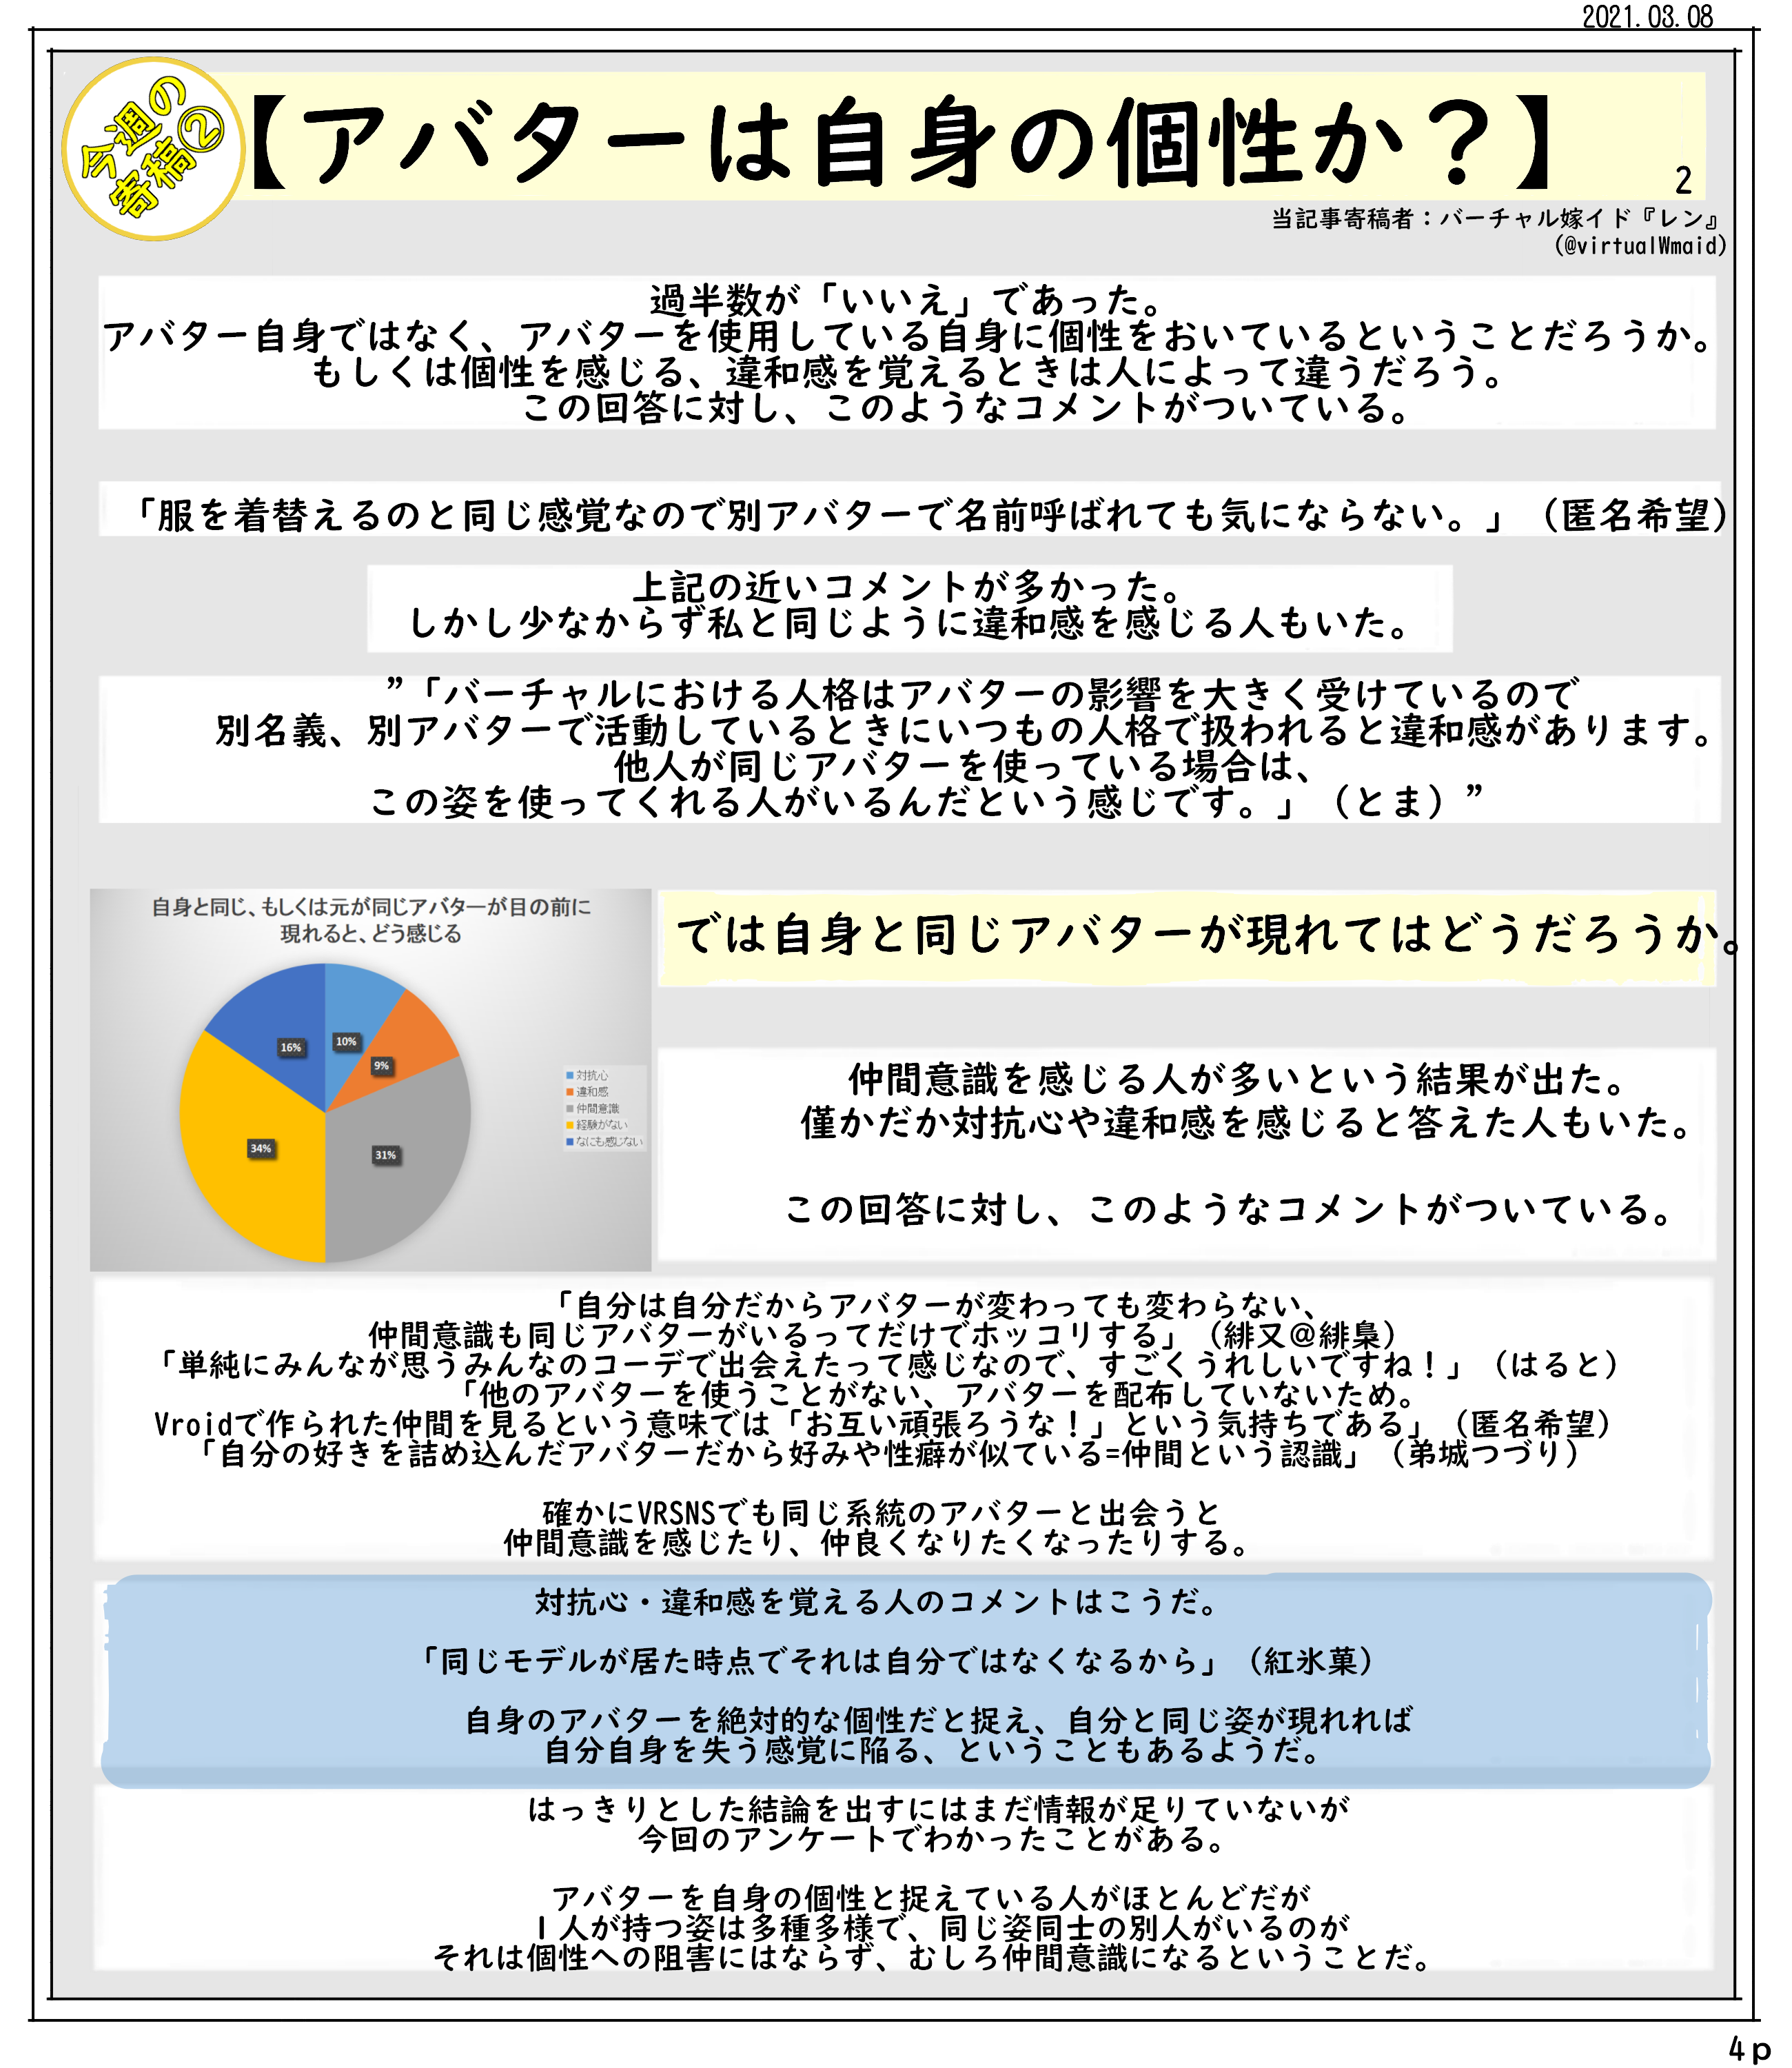 2021.03.08
今週の
寄稿②
【アバターは自身の個性か？】
2
当記事寄稿者：バーチャル嫁イド『レン』
(@virtualWmaid)
過半数が「いいえ」であった。
アバター自身ではなく、アバターを使用している自身に個性をおいているということだろうか。
もしくは個性を感じる、違和感を覚えるときは人によって違うだろう。
この回答に対し、このようなコメントがついている。
「服を着替えるのと同じ感覚なので別アバターで名前呼ばれても気にならない。」（匿名希望）
上記の近いコメントが多かった。
しかし少なからず私と同じように違和感を感じる人もいた。
”「バーチャルにおける人格はアバターの影響を大きく受けているので
別名義、別アバターで活動しているときにいつもの人格で扱われると違和感があります。
他人が同じアバターを使っている場合は、
この姿を使ってくれる人がいるんだという感じです。」（とま）”
自身と同じ、もしくは元が同じアバターが目の前に
現れると、どう感じる
16%
10%
9%
34%
31%
対抗心
違和感
仲間意識
経験がない
なにも感じない
では自身と同じアバターが現れてはどうだろうか。
仲間意識を感じる人が多いという結果が出た。
僅かだか対抗心や違和感を感じると答えた人もいた。
この回答に対し、このようなコメントがついている。
「自分は自分だからアバターが変わっても変わらない、
仲間意識も同じアバターがいるってだけでホッコリする」（緋又＠緋梟）
「単純にみんなが思うみんなのコーデで出会えたって感じなので、すごくうれしいですね！」（はると）
「他のアバターを使うことがない、アバターを配布していないため。
Vroidで作られた仲間を見るという意味では「お互い頑張ろうな！」という気持ちである」（匿名希望）
「自分の好きを詰め込んだアバターだから好みや性癖が似ている=仲間という認識」（弟城つづり）
確かにVRSNSでも同じ系統のアバターと出会うと
仲間意識を感じたり、仲良くなりたくなったりする。
対抗心・違和感を覚える人のコメントはこうだ。
「同じモデルが居た時点でそれは自分ではなくなるから」（紅氷菓）
自身のアバターを絶対的な個性だと捉え、自分と同じ姿が現れれば
自分自身を失う感覚に陥る、ということもあるようだ。
はっきりとした結論を出すにはまだ情報が足りていないが
今回のアンケートでわかったことがある。
アバターを自身の個性と捉えている人がほとんどだが
１人が持つ姿は多種多様で、同じ姿同士の別人がいるのが
それは個性への阻害にはならず、むしろ仲間意識になるということだ。
4p